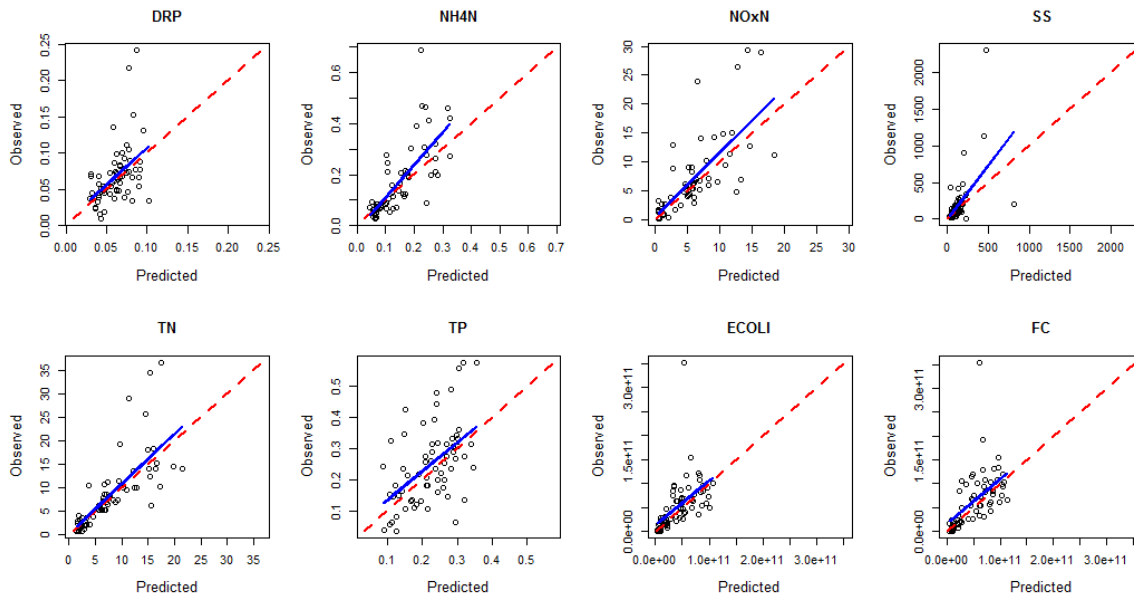 DRP NH4N NOxN SS
Observed 0.00 0.05 0.10 0.15 0.20 0.25
0.00 0.05 0.10 0.15 0.20 0.25
Predicted
Observed 0.0 0.2 0.4 0.6
0.0 0.1 0.2 0.3 0.4 0.5 0.6 0.7
Predicted
Observed 0 5 10 15 20 25 30
0 5 10 15 20 25 30
Predicted
Observed 0 500 1000 1500 2000
0 500 1000 1500 2000
Predicted
TN TP ECOLI FC
Observed 0 5 10 15 20 25 30 35
0 5 10 15 20 25 30 35
Predicted
Observed 0.1 0.2 0.3 0.4 0.5
0.1 0.2 0.3 0.4 0.5
Predicted
Observed 0.0e+00 1.5e+11 3.0e+11
0.0e+00 1.0e+11 2.0e+11 3.0e+11
Predicted
Observed 0.0e+00 1.5e+11 3.0e+11
0.0e+00 1.0e+11 2.0e+11 3.0e+11
Predicted